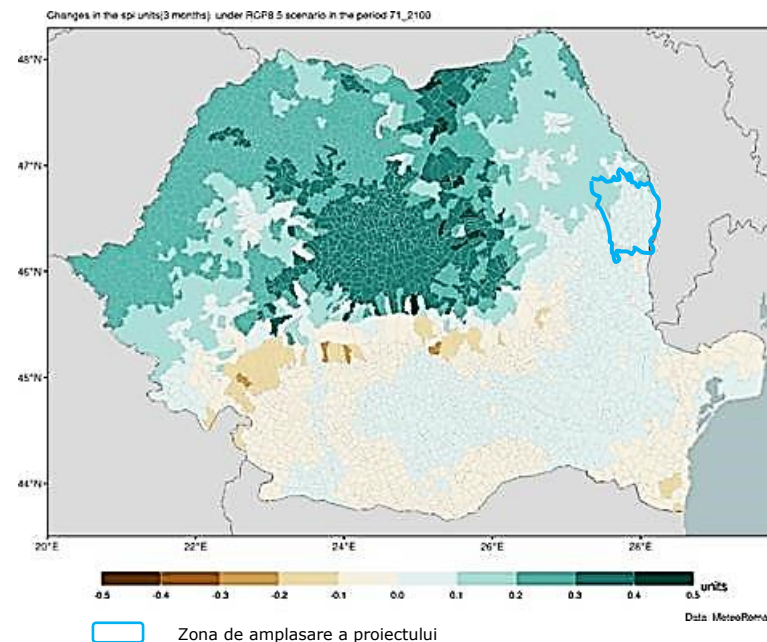 Changes in the spi units(3 months) under RCP8.5 scenario in the period 71_2100
48°N
47°N
46°N
45°N
44°N
20°E 22°E 24°E 26°E 28°E
-0.5 -0.4 -0.3 -0.2 -0.1 0.0 0.1 0.2 0.3 0.4 0.5 units
Data MeteoRoma
Zona de amplasare a proiectului